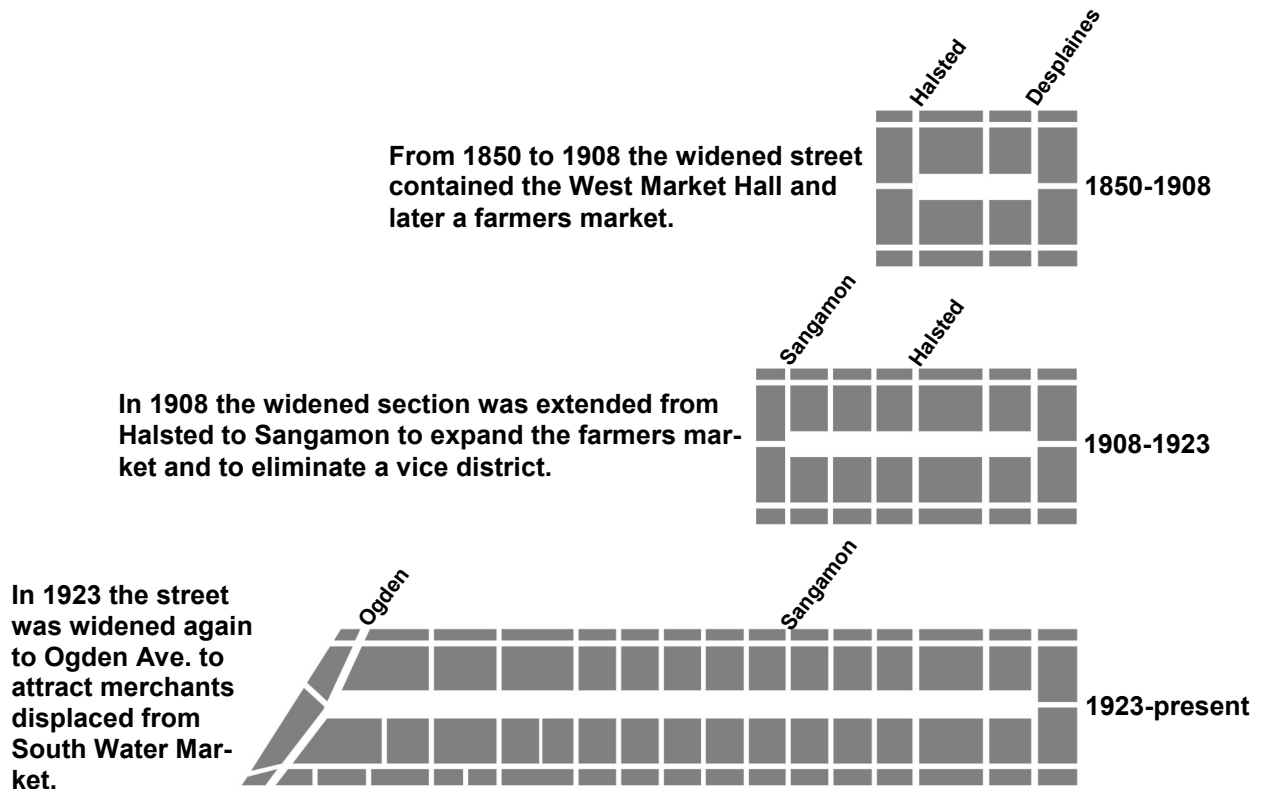 Halsted
Desplaines
From 1850 to 1908 the widened street
contained the West Market Hall and
later a farmers market.
1850-1908
Sangamon
Halsted
In 1908 the widened section was extended from
Halsted to Sangamon to expand the farmers mar-
ket and to eliminate a vice district.
1908-1923
Ogden
Sangamon
In 1923 the street
was widened again
to Ogden Ave. to
attract merchants
displaced from
South Water Mar-
ket.
1923-present